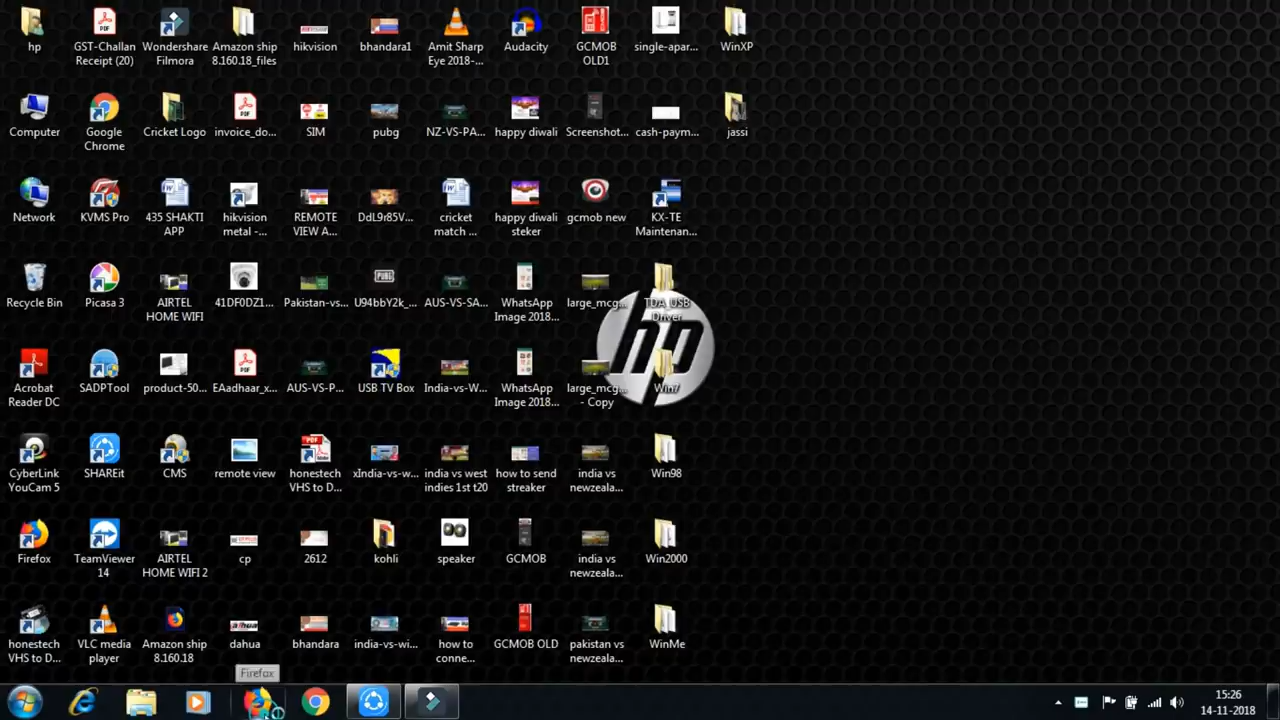 hp
GST-Challan
Receipt (20)
Wondershare
Filmora
Amazon ship
8.160.18_files
hikvision
bhandara1
Amit Sharp
Eye 2018-...
Audacity
GCMOB
OLD1
single-apar...
WinXP
Computer
Google
Chrome
Cricket Logo
invoice_do...
SIM
pubg
NZ-VS-PA...
happy diwali
Screenshot...
cash-paym...
jassi
Network
KVMS Pro
435 SHAKTI
APP
hikvision
metal -...
REMOTE
VIEW A...
DdL9r85V...
cricket
match ...
happy diwali
steker
gcmob new
KX-TE
Maintenan...
Recycle Bin
Picasa 3
AIRTEL
HOME WIFI
41DF0DZ1...
Pakistan-vs...
U94bbY2k_...
AUS-VS-SA...
WhatsApp
Image 2018...
large_mcg...
TDA_USB
Driver
Acrobat
Reader DC
SADPTool
product-50...
EAadhaar_x...
AUS-VS-P...
USB TV Box
India-vs-W...
WhatsApp
Image 2018...
large_mcg...
- Copy
Win7
CyberLink
YouCam 5
SHAREit
CMS
remote view
honestech
VHS to D...
xIndia-vs-w...
india vs west
indies 1st t20
how to send
streaker
india vs
newzeala...
Win98
Firefox
TeamViewer
14
AIRTEL
HOME WIFI 2
cp
2612
kohli
speaker
GCMOB
india vs
newzeala...
Win2000
honestech
VHS to D...
VLC media
player
Amazon ship
8.160.18
dahua
bhandara
india-vs-wi...
how to
conne...
GCMOB OLD
pakistan vs
newzeala...
WinMe
Firefox
15:26
14-11-2018